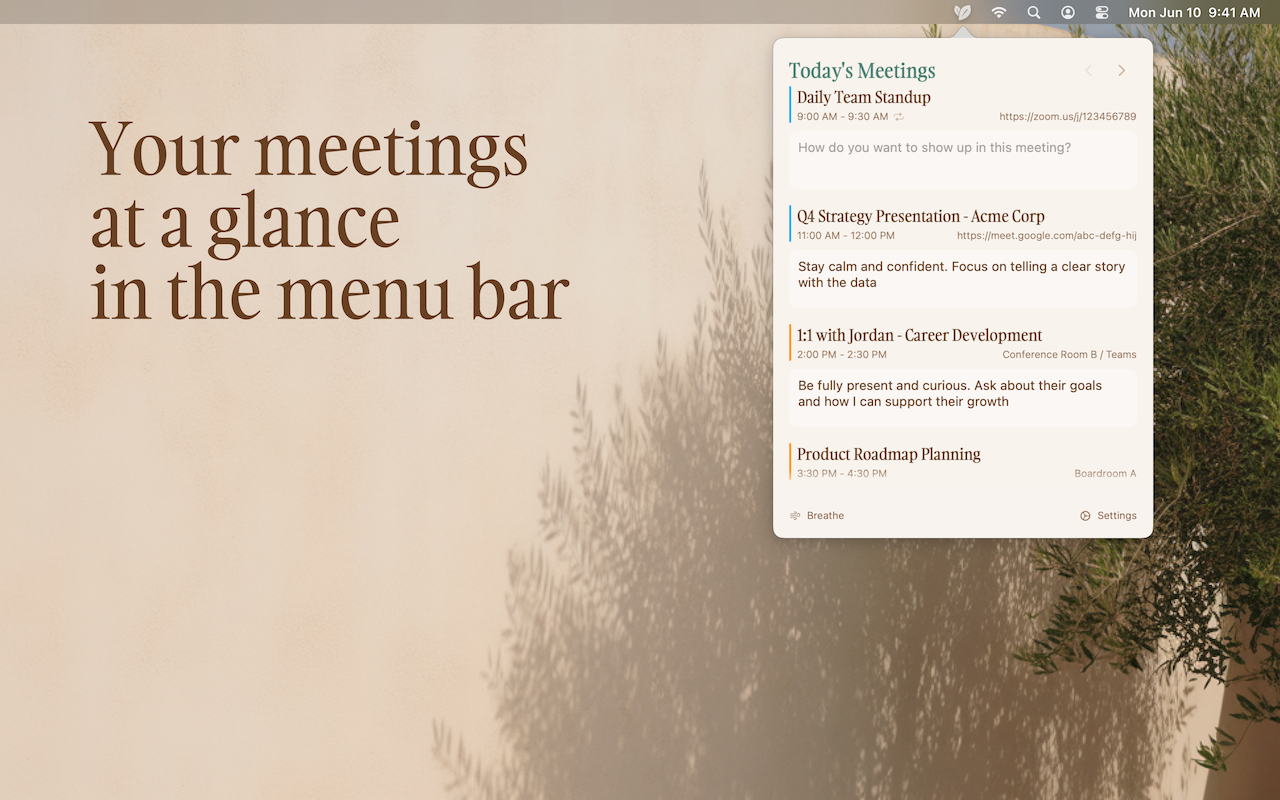 Mon Jun 10 9:41 AM
Your meetings
at a glance
in the menu bar
Today's Meetings
Daily Team Standup
9:00 AM - 9:30 AM
https://zoom.us/j/123456789
How do you want to show up in this meeting?
Q4 Strategy Presentation - Acme Corp
11:00 AM - 12:00 PM
https://meet.google.com/abc-defg-hij
Stay calm and confident. Focus on telling a clear story
with the data
1:1 with Jordan - Career Development
2:00 PM - 2:30 PM
Conference Room B / Teams
Be fully present and curious. Ask about their goals
and how I can support their growth
Product Roadmap Planning
3:30 PM - 4:30 PM
Boardroom A
Breathe
Settings